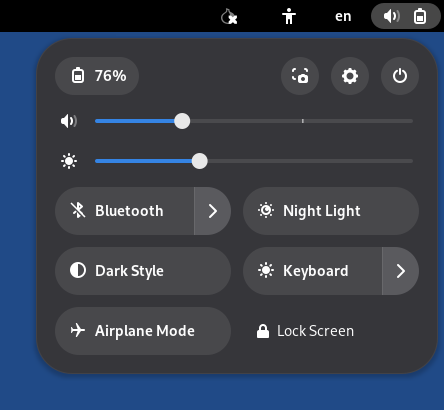 en
76%
Bluetooth
Night Light
Dark Style
Keyboard
Airplane Mode
Lock Screen